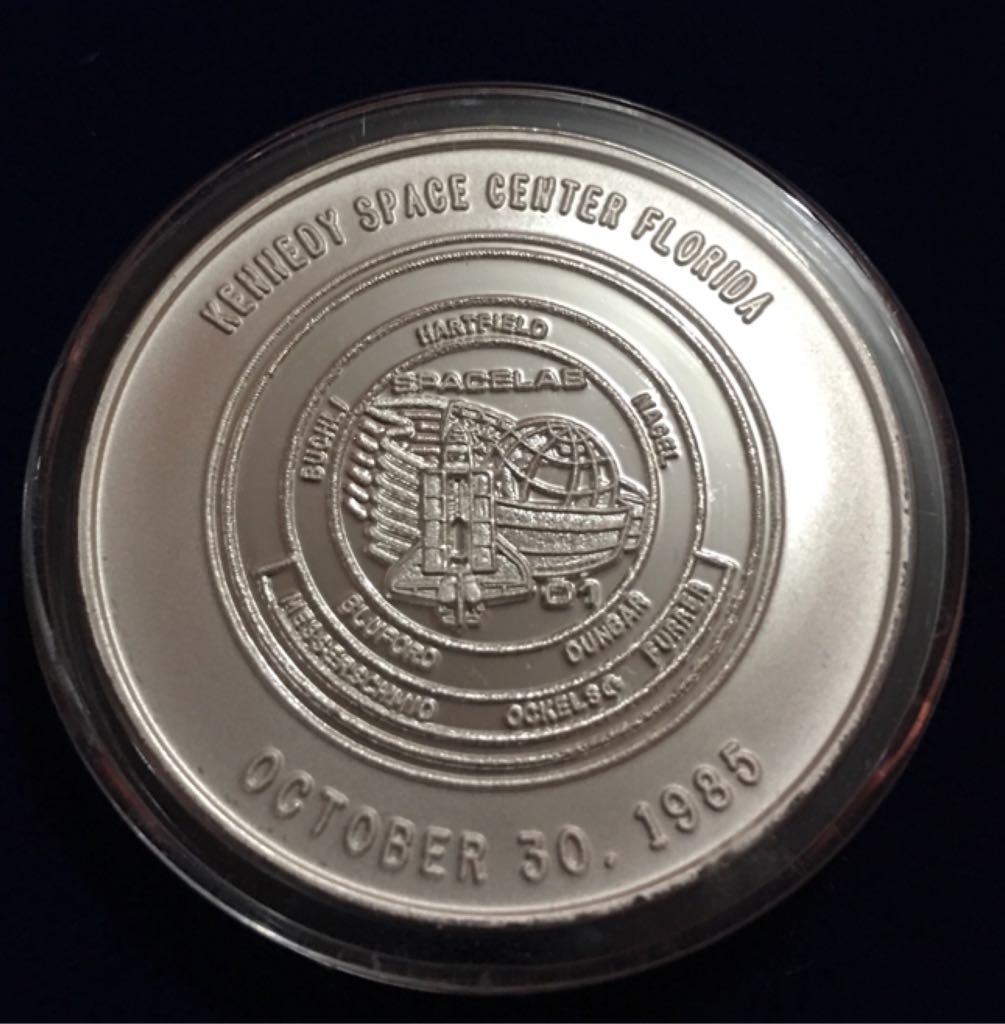 KENNEDY SPACE CENTER FLORIDA
HARTFIELD
BUCHLI
NAGEL
SPACELAB
D1
BLUFORD
DUNBAR
MESSERSCHMID
OCKELS
FURRER
OCTOBER 30, 1985